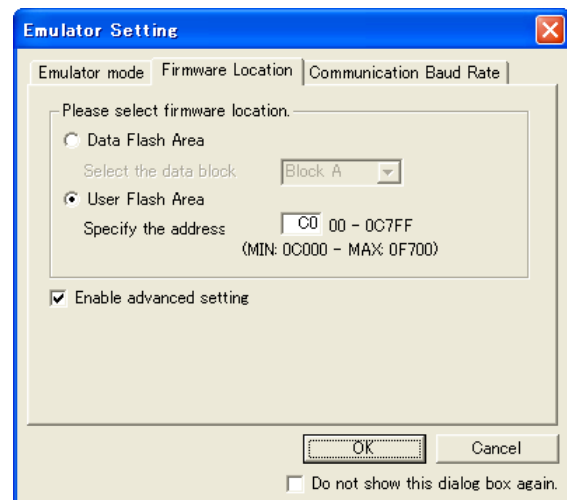 Emulator Setting
Emulator mode
Firmware Location
Communication Baud Rate
Please select firmware location.
Data Flash Area
Select the data block
Block A
User Flash Area
Specify the address
C0 00 - 0C7FF
(MIN: 0C000 - MAX: 0F700)
Enable advanced setting
OK
Cancel
Do not show this dialog box again.